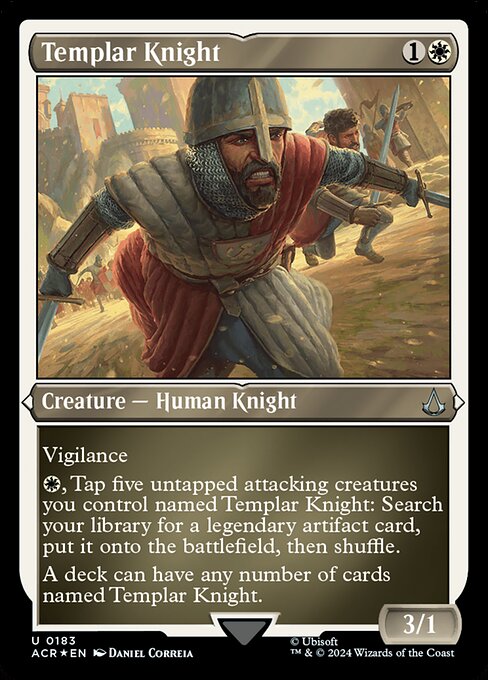 Templar Knight 1
Creature — Human Knight
Vigilance
, Tap five untapped attacking creatures
you control named Templar Knight: Search
your library for a legendary artifact card,
put it onto the battlefield, then shuffle.
A deck can have any number of cards
named Templar Knight.
3/1
U 0183
ACR★EN Daniel Correia
© Ubisoft
™ & © 2024 Wizards of the Coast